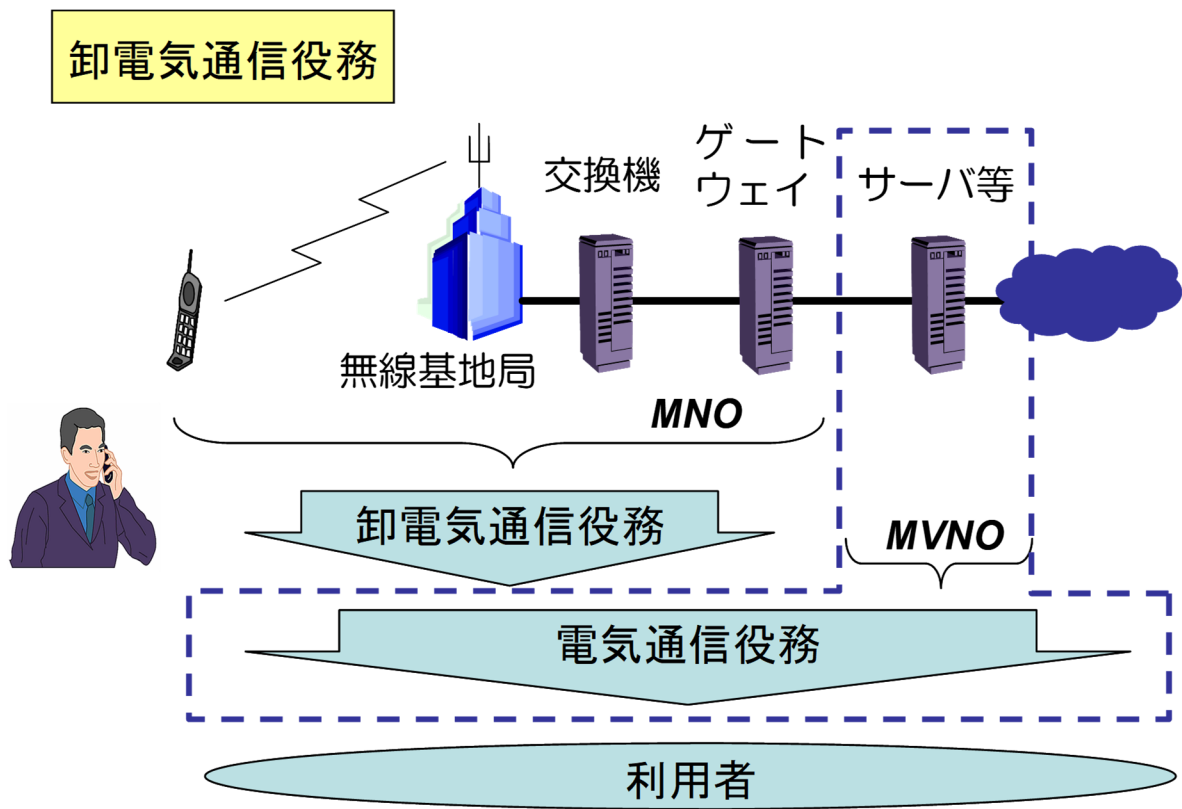 卸電気通信役務
交換機
ゲート
ウェイ
サーバ等
無線基地局
MNO
卸電気通信役務
MVNO
電気通信役務
利用者